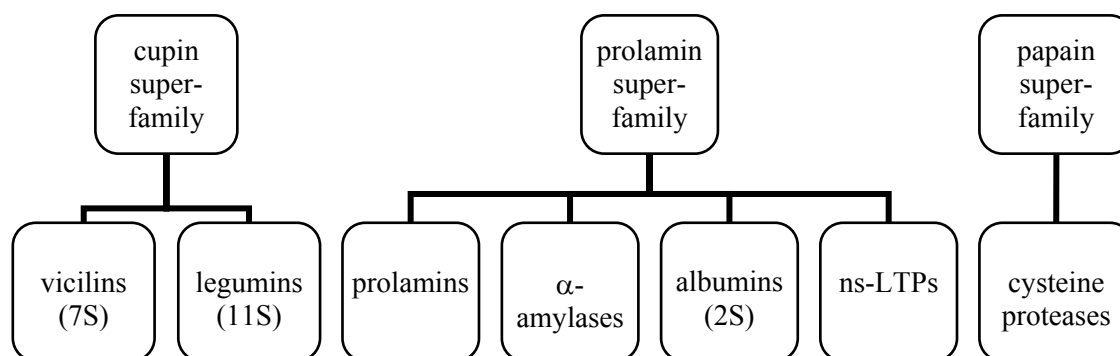 cupin
super-
family
prolamin
super-
family
papain
super-
family
vicilins
(7S)
legumins
(11S)
prolamins
α-
amylases
albumins
(2S)
ns-LTPs
cysteine
proteases